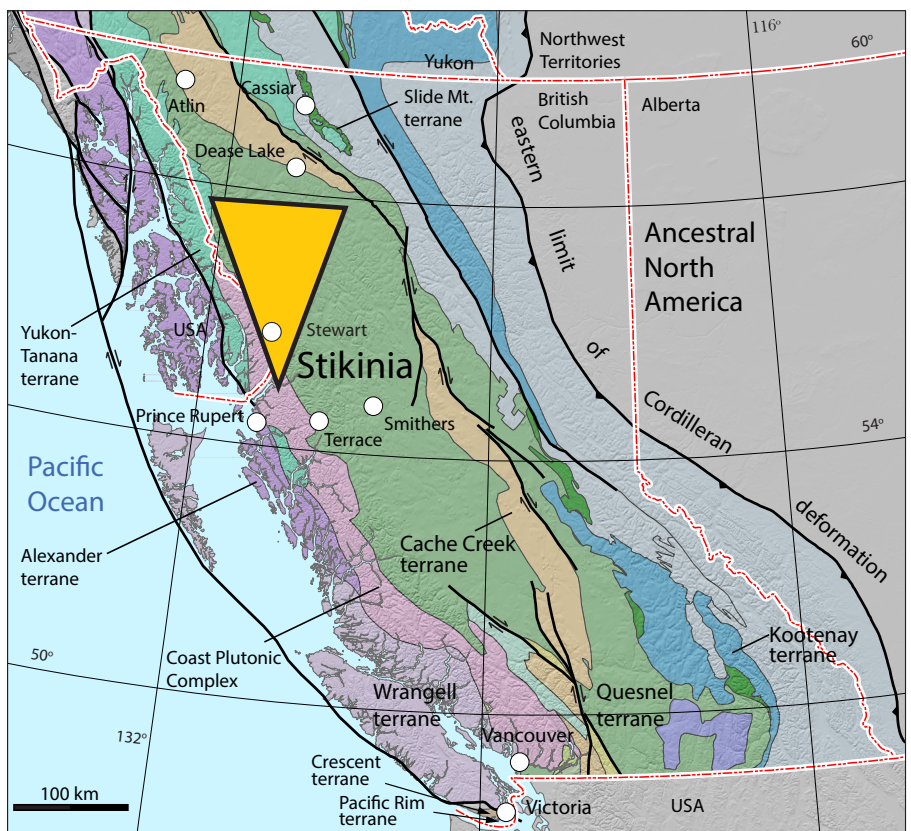 116°
60°
Northwest
Territories
Yukon
British
Columbia
Alberta
Atlin
Cassiar
Slide Mt.
terrane
Dease Lake
eastern
limit
of
Cordilleran
deformation
Ancestral
North
America
Yukon-
Tanana
terrane
USA
Stewart
Stikinia
Prince Rupert
Terrace
Smithers
54°
Pacific
Ocean
Alexander
terrane
Cache Creek
terrane
Kootenay
terrane
50°
Coast Plutonic
Complex
Wrangell
terrane
Quesnel
terrane
132°
Vancouver
Crescent
terrane
Pacific Rim
terrane
Victoria
USA
100 km